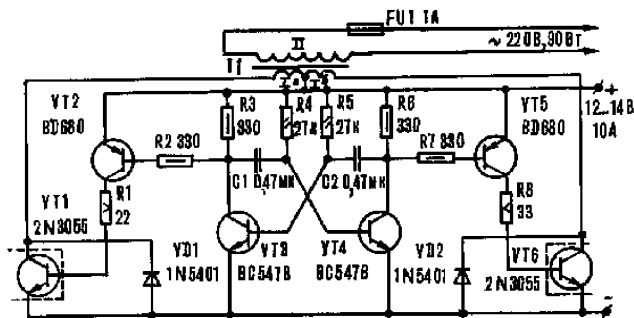 FU1 1A
II
~ 220В, 90Вт
Т1
VT2
BD680
R3
330
R4
27к
R5
27к
R6
330
VT5
BD680
+
12...14В
10А
R2 330
R7 330
C1 0,47мк
C2 0,47мк
R1
22
R8
33
VT1
2N3055
VD1
1N5401
VT3
BC547B
VT4
BC547B
VD2
1N5401
VT6
2N3055
-